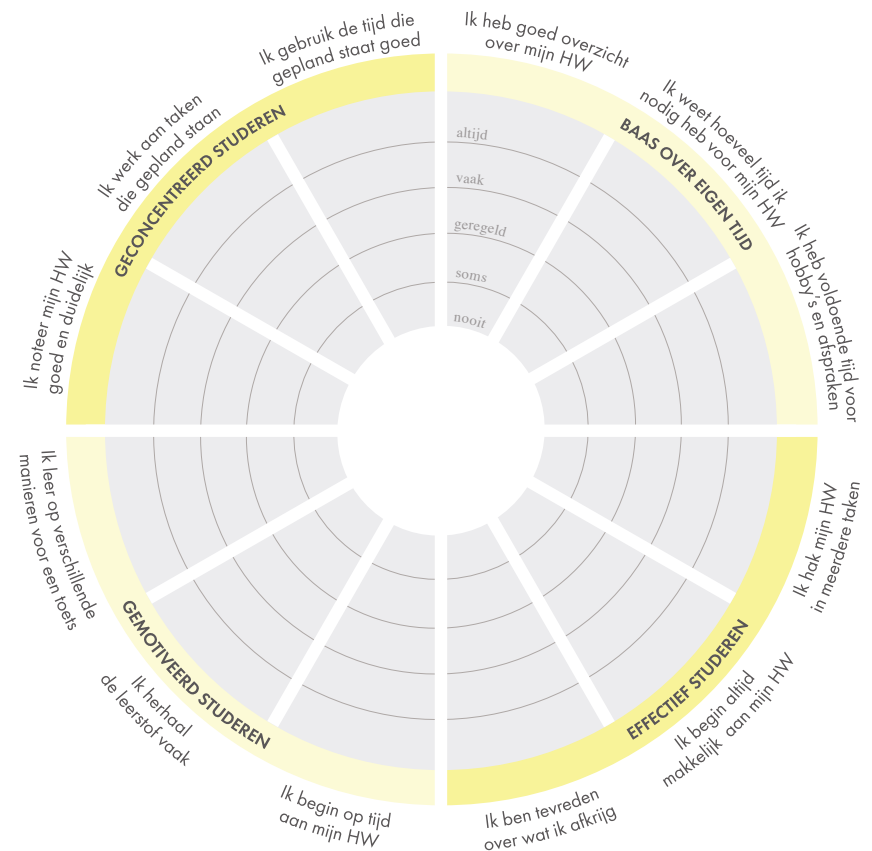 Ik heb goed overzicht
over mijn HW
Ik weet hoeveel tijd ik
nodig heb voor mijn HW
BAAS OVER EIGEN TIJD
Ik heb voldoende tijd voor
hobby's en afspraken
Ik hak mijn HW
in meerdere taken
EFFECTIEF STUDEREN
Ik begin altijd
makkelijk aan mijn HW
Ik ben tevreden
over wat ik afkrijg
Ik begin op tijd
aan mijn HW
GEMOTIVEERD STUDEREN
Ik herhaal
de leerstof vaak
Ik leer op verschillende
manieren voor een toets
Ik noteer mijn HW
goed en duidelijk
GECONCENTREERD STUDEREN
Ik werk aan taken
die gepland staan
Ik gebruik de tijd die
gepland staat goed
altijd
vaak
geregeld
soms
nooit